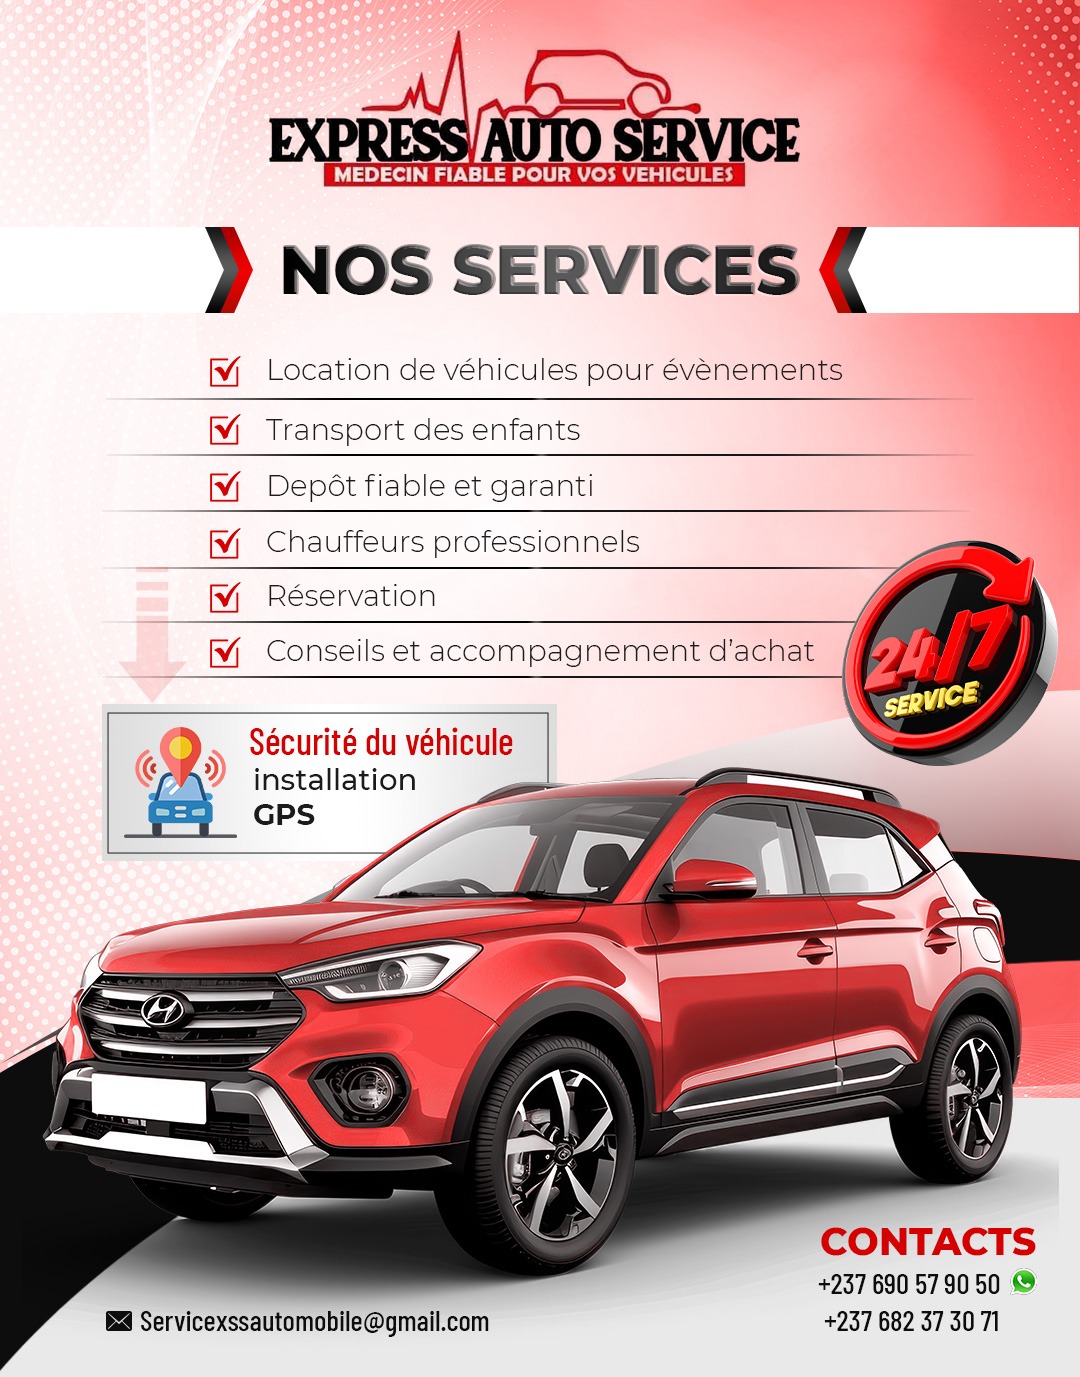 EXPRESS AUTO SERVICE
MEDECIN FIABLE POUR VOS VEHICULES
NOS SERVICES
Location de véhicules pour évènements
Transport des enfants
Depôt fiable et garanti
Chauffeurs professionnels
Réservation
Conseils et accompagnement d'achat
24/7
SERVICE
Sécurité du véhicule
installation
GPS
CONTACTS
+237 690 57 90 50
Servicexssautomobile@gmail.com
+237 682 37 30 71